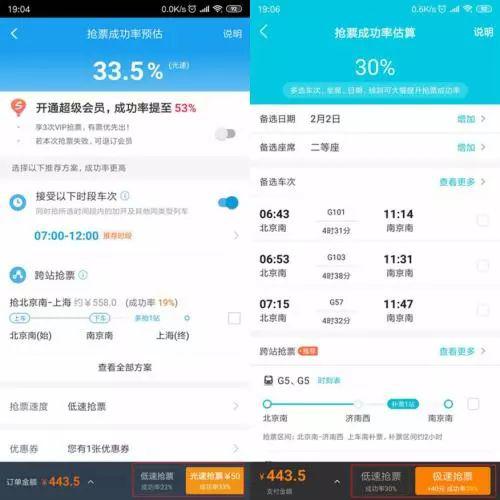 19:04
0.0K/s
92
抢票成功率预估
说明
33.5% (光速)
开通超级会员，成功率提至 53%
享3次VIP抢票，有票优先出！
若本次抢票失败，可退订会员
选择以下推荐方案，成功率更高
接受以下时段车次
同时抢所选时间段内的加开及其他同类型列车
07:00-12:00 推荐时段
跨站抢票
抢北京南-上海 约￥558.0 (成功率 19%)
上车
下车
多抢1站
北京南(始)
南京南
上海(终)
查看全部方案
抢票速度
低速抢票
优惠券
您有1张优惠券
订单金额 ¥443.5
低速抢票
成功率22%
光速抢票¥50
成功率33%
19:06
0.6K/s
90
抢票成功率估算
说明
30%
多选车次、坐席、日期，械到可大幅提升抢票成功率
备选日期
2月2日
增加
备选座席
二等座
增加
备选车次
查看更多
06:43
G101
11:14
北京南
4时31分
南京南
06:53
G103
11:31
北京南
4时38分
南京南
07:15
G57
11:47
北京南
4时32分
南京南
跨站抢票
推荐
查看更多
G5、G5 时刻表
补票1站
北京南
济南西
南京南
抢票区间：北京南-济南西 上车南补票，补票区间约2小时
¥443.5
支付金额
低速抢票
成功率30%
极速抢票
+40元 成功率39%